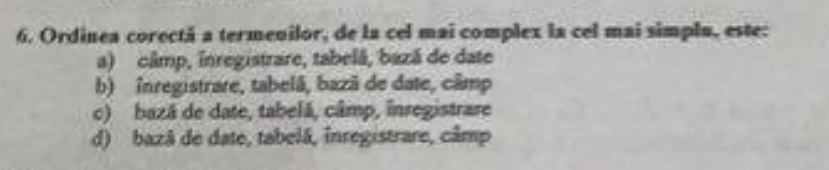 6. Ordinea corectă a termenilor, de la cel mai complex la cel mai simplu, este:
a) câmp, înregistrare, tabelă, bază de date
b) înregistrare, tabelă, bază de date, câmp
c) bază de date, tabelă, câmp, înregistrare
d) bază de date, tabelă, înregistrare, câmp